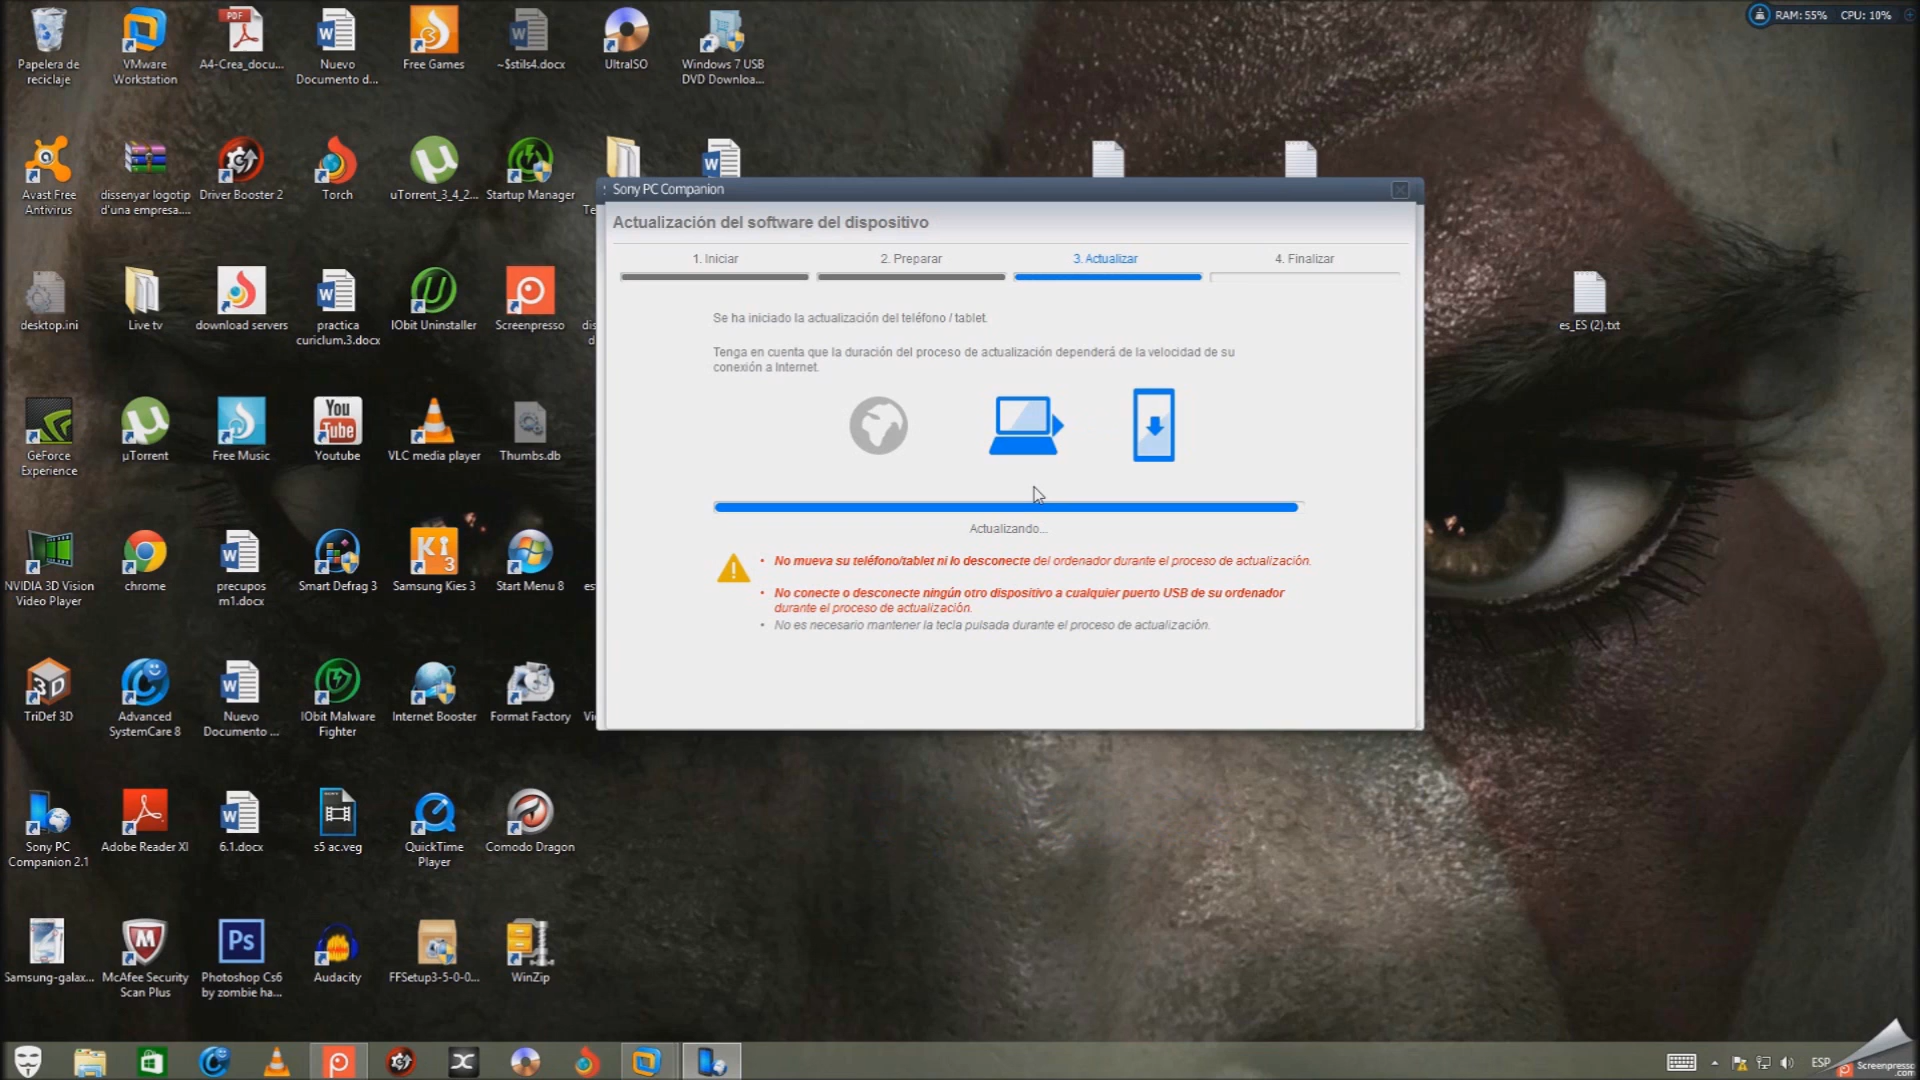 RAM: 55% CPU: 10%
Papelera de
reciclaje
VMware
Workstation
A4-Crea_docu...
Nuevo
Documento d...
Free Games
~$stils4.docx
UltraISO
Windows 7 USB
DVD Downloa...
Avast Free
Antivirus
dissenyar logotip
d'una empresa....
Driver Booster 2
Torch
uTorrent_3_4_2...
Startup Manager
desktop.ini
Live tv
download servers
practica
curiclum.3.docx
IObit Uninstaller
Screenpresso
GeForce
Experience
µTorrent
Free Music
You
Tube
Youtube
VLC media player
Thumbs.db
NVIDIA 3D Vision
Video Player
chrome
precupos
m1.docx
Smart Defrag 3
Samsung Kies 3
Start Menu 8
TriDef 3D
Advanced
SystemCare 8
Nuevo
Documento ...
IObit Malware
Fighter
Internet Booster
Format Factory
Sony PC
Companion 2.1
Adobe Reader XI
6.1.docx
s5 ac.veg
QuickTime
Player
Comodo Dragon
Samsung-galax...
McAfee Security
Scan Plus
Photoshop Cs6
by zombie ha...
Audacity
FFSetup3-5-0-0...
WinZip
es_ES (2).txt
Sony PC Companion
Actualización del software del dispositivo
1. Iniciar
2. Preparar
3. Actualizar
4. Finalizar
Se ha iniciado la actualización del teléfono / tablet.
Tenga en cuenta que la duración del proceso de actualización dependerá de la velocidad de su
conexión a Internet.
Actualizando...
• No mueva su teléfono/tablet ni lo desconecte del ordenador durante el proceso de actualización.
• No conecte o desconecte ningún otro dispositivo a cualquier puerto USB de su ordenador
durante el proceso de actualización.
• No es necesario mantener la tecla pulsada durante el proceso de actualización.
ESP
Screenpresso
.com